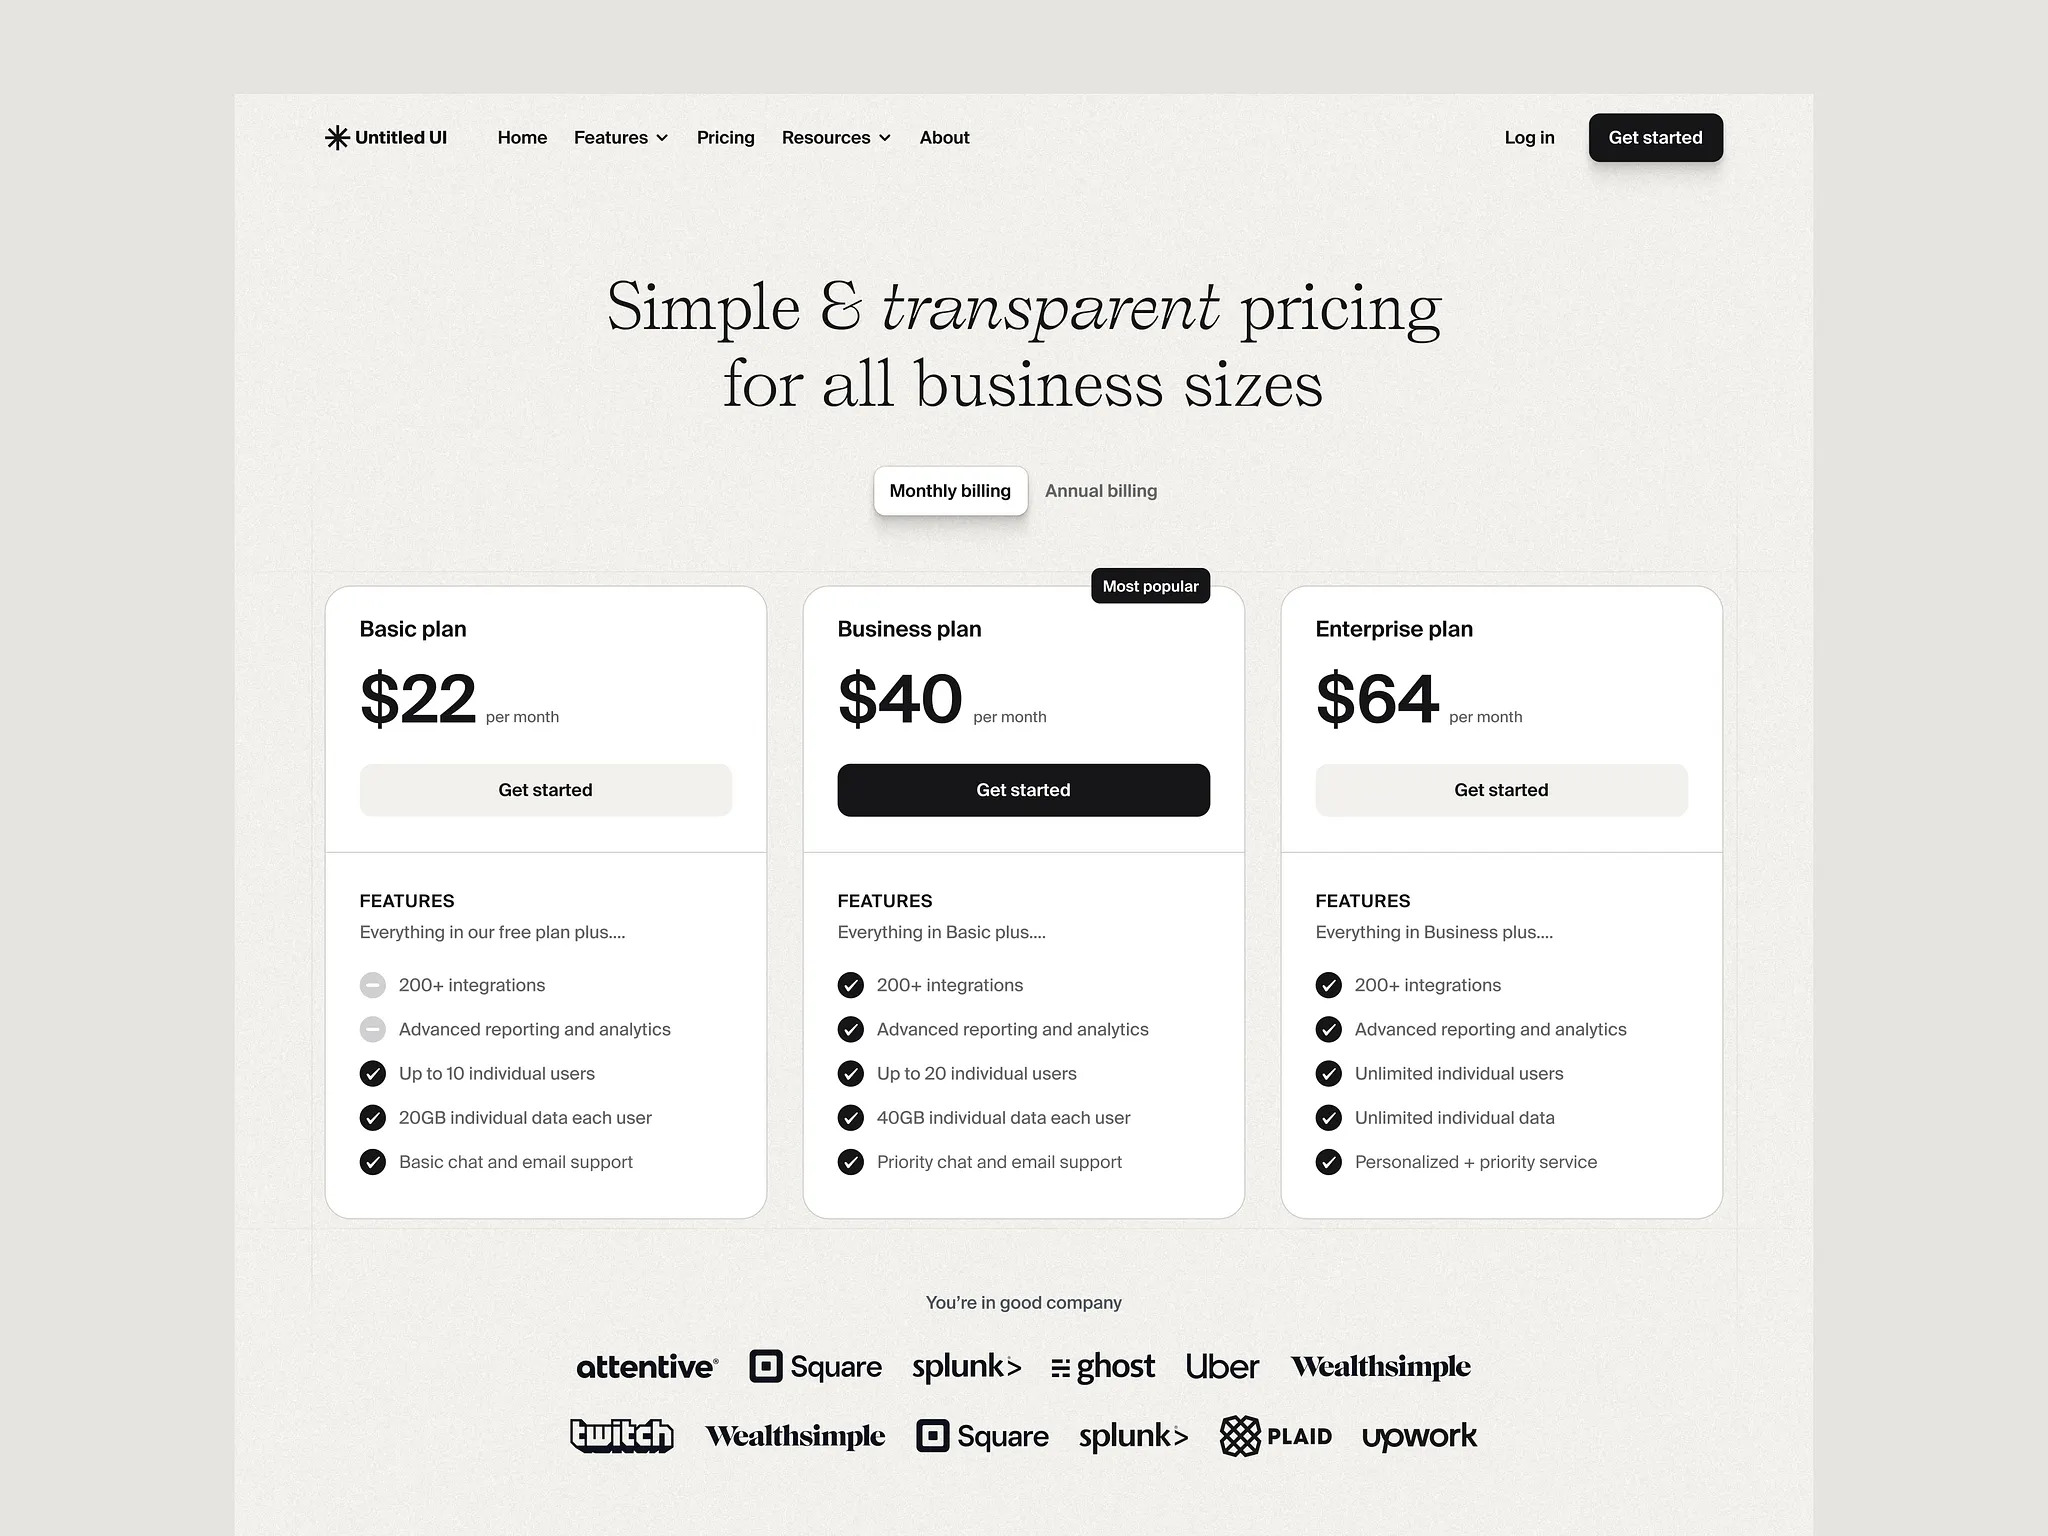 Untitled UI Home Features Pricing Resources About Log in Get started
Simple & transparent pricing
for all business sizes
Monthly billing Annual billing
Most popular
Basic plan
$22 per month
Get started
FEATURES
Everything in our free plan plus....
200+ integrations
Advanced reporting and analytics
Up to 10 individual users
20GB individual data each user
Basic chat and email support
Business plan
$40 per month
Get started
FEATURES
Everything in Basic plus....
200+ integrations
Advanced reporting and analytics
Up to 20 individual users
40GB individual data each user
Priority chat and email support
Enterprise plan
$64 per month
Get started
FEATURES
Everything in Business plus....
200+ integrations
Advanced reporting and analytics
Unlimited individual users
Unlimited individual data
Personalized + priority service
You’re in good company
attentive® Square splunk> ghost Uber Wealthsimple
twitch Wealthsimple Square splunk> PLAID upwork